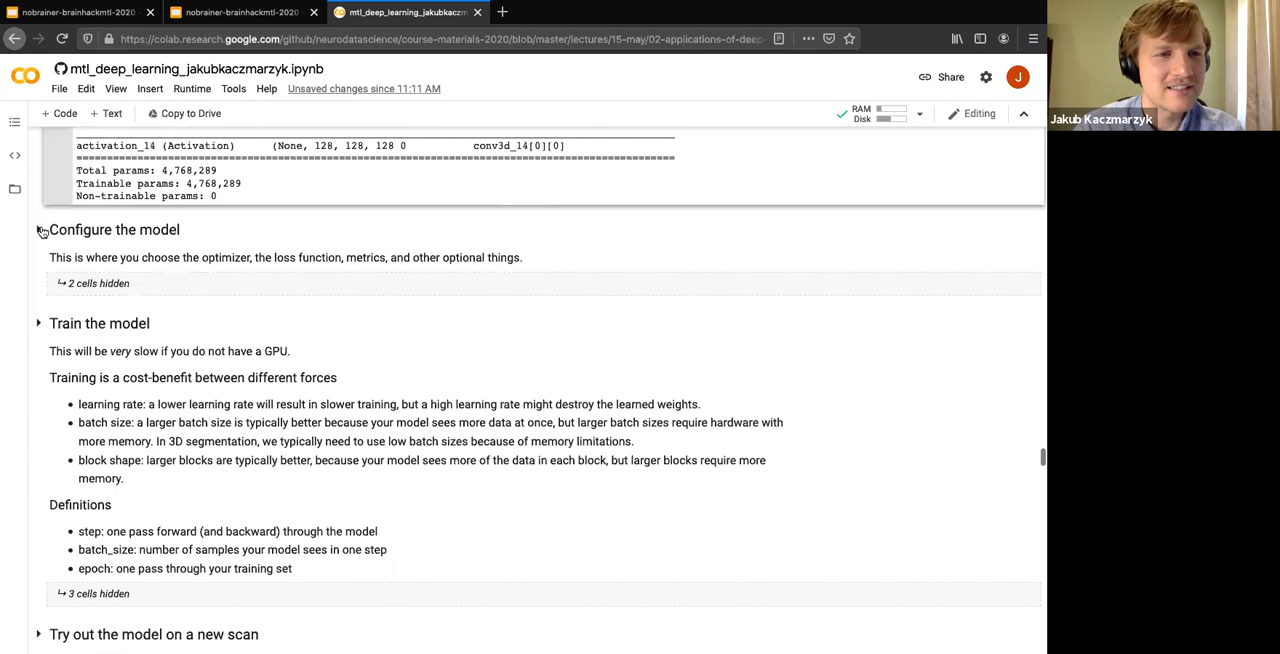 nobrainer-brainhackmtl-2020
nobrainer-brainhackmtl-2020
mtl_deep_learning_jakubkaczm
https://colab.research.google.com/github/neurodatascience/course-materials-2020/blob/master/lectures/15-may/02-applications-of-deep-
mtl_deep_learning_jakubkaczmarzyk.ipynb
Share
J
File Edit View Insert Runtime Tools Help Unsaved changes since 11:11 AM
+ Code + Text Copy to Drive
RAM
Disk
Editing
Jakub Kaczmarzyk
activation_14 (Activation) (None, 128, 128, 128 0 conv3d_14[0][0]
Total params: 4,768,289
Trainable params: 4,768,289
Non-trainable params: 0
Configure the model
This is where you choose the optimizer, the loss function, metrics, and other optional things.
2 cells hidden
Train the model
This will be very slow if you do not have a GPU.
Training is a cost-benefit between different forces
• learning rate: a lower learning rate will result in slower training, but a high learning rate might destroy the learned weights.
• batch size: a larger batch size is typically better because your model sees more data at once, but larger batch sizes require hardware with
more memory. In 3D segmentation, we typically need to use low batch sizes because of memory limitations.
• block shape: larger blocks are typically better, because your model sees more of the data in each block, but larger blocks require more
memory.
Definitions
• step: one pass forward (and backward) through the model
• batch_size: number of samples your model sees in one step
• epoch: one pass through your training set
3 cells hidden
Try out the model on a new scan